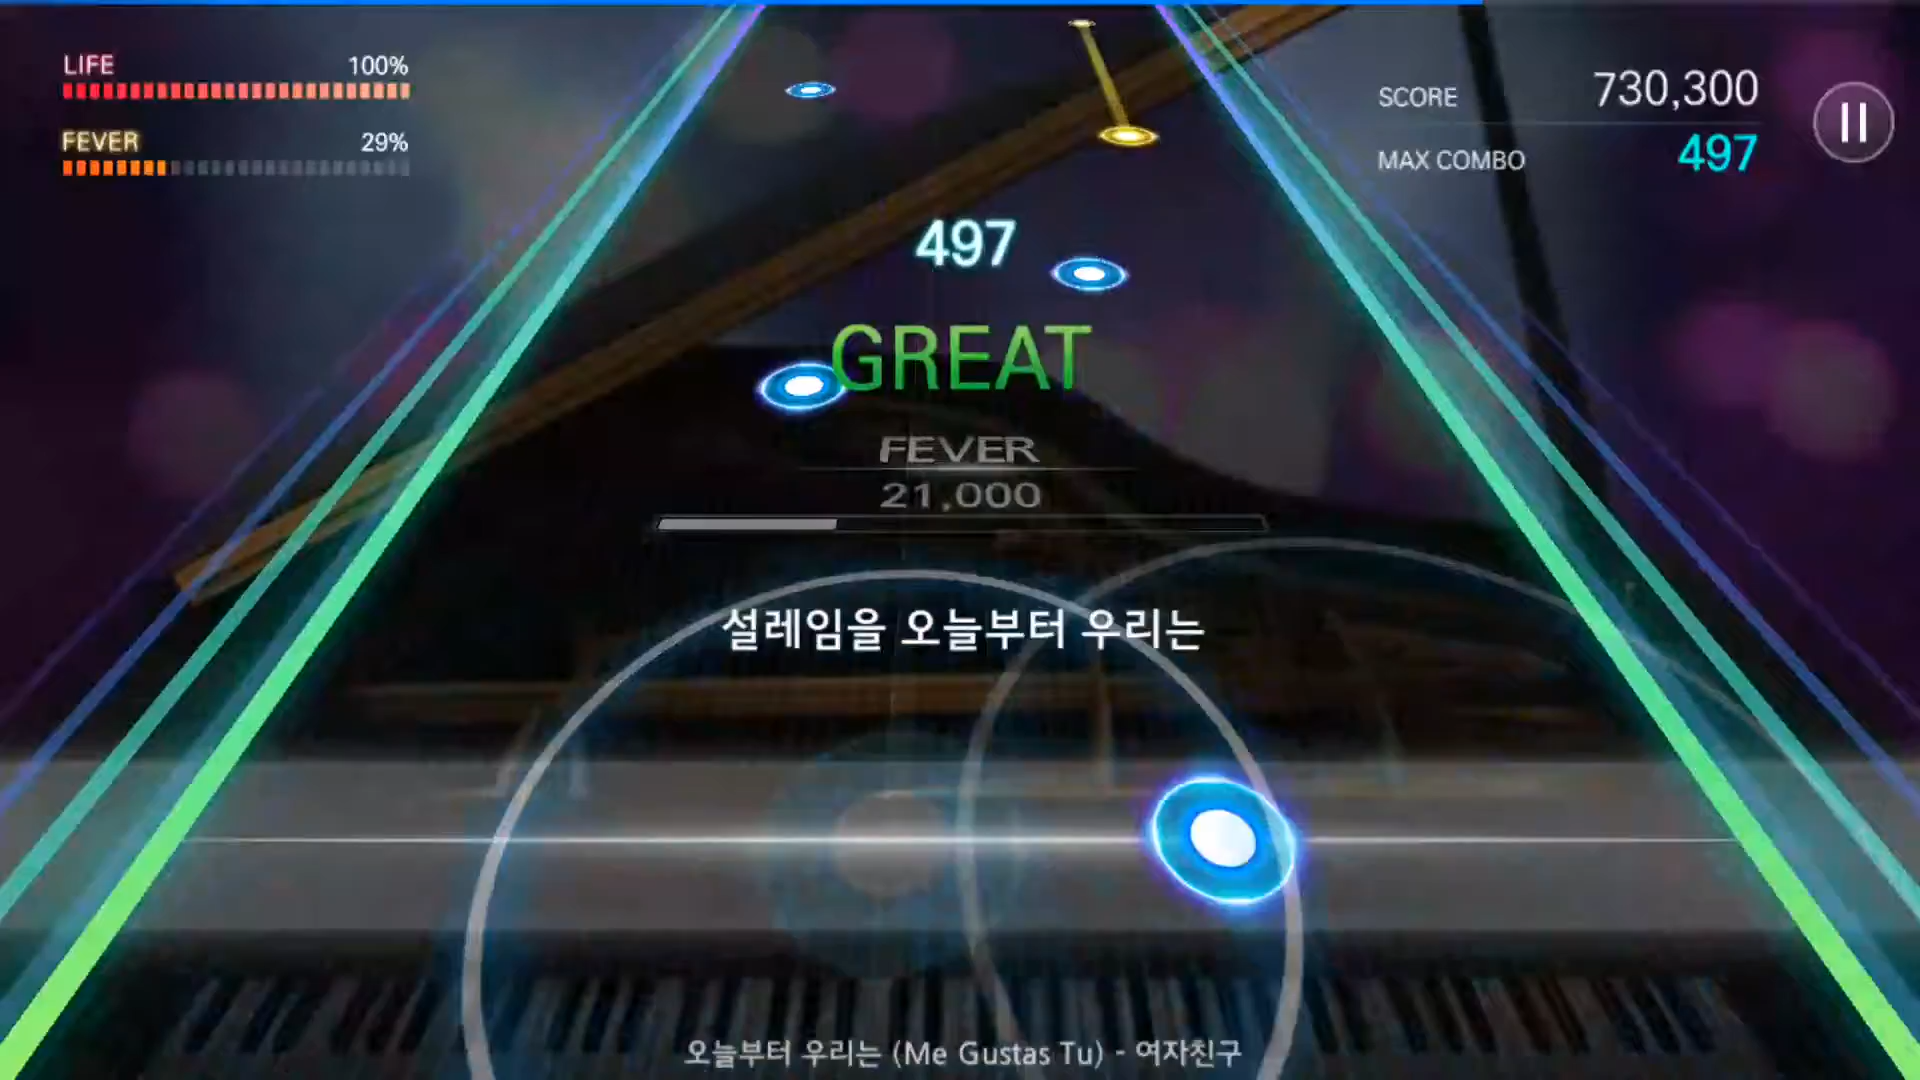 LIFE 100%
FEVER 29%
SCORE 730,300
MAX COMBO 497
497
GREAT
FEVER
21,000
설레임을 오늘부터 우리는
오늘부터 우리는 (Me Gustas Tu) - 여자친구